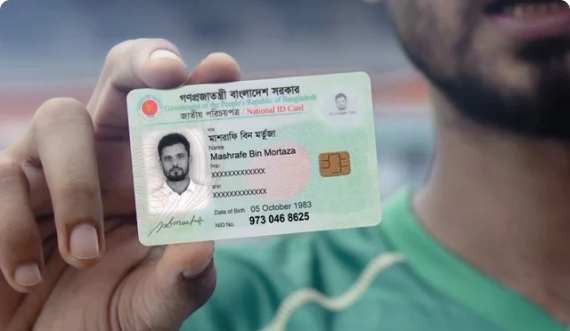 গণপ্রজাতন্ত্রী বাংলাদেশ সরকার
Government of the People's Republic of Bangladesh
জাতীয় পরিচয়পত্র / National ID Card
নাম
মাশরাফি বিন মর্তুজা
Name
Mashrafe Bin Mortaza
পিতা
XXXXXXXXXXXXX
মাতা
XXXXXXXXXXXXX
Date of Birth 05 October 1983
NID No. 973 046 8625